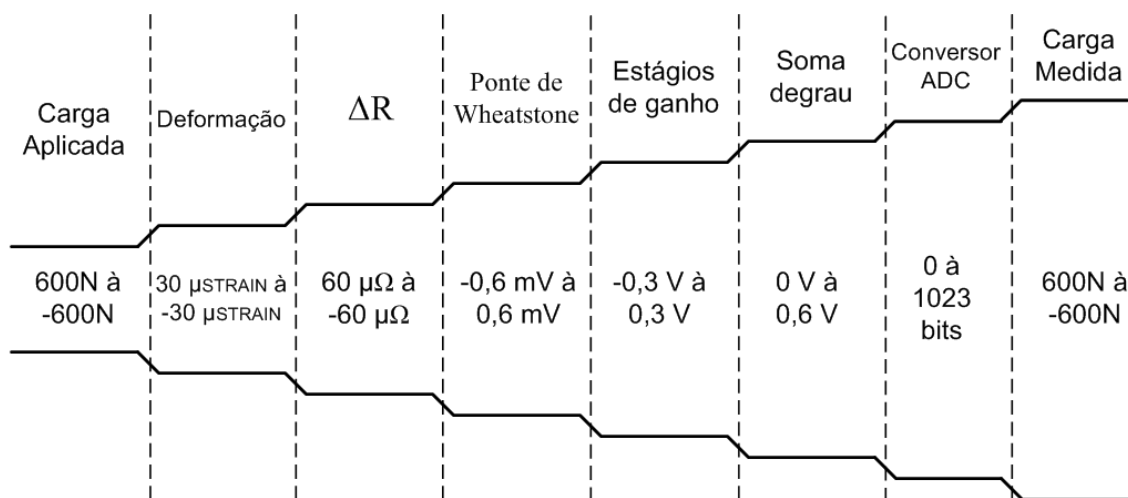 Carga
Aplicada
Deformação
ΔR
Ponte de
Wheatstone
Estágios
de ganho
Soma
degrau
Conversor
ADC
Carga
Medida
600N à
-600N
30 µSTRAIN à
-30 µSTRAIN
60 µΩ à
-60 µΩ
-0,6 mV à
0,6 mV
-0,3 V à
0,3 V
0 V à
0,6 V
0 à
1023
bits
600N à
-600N